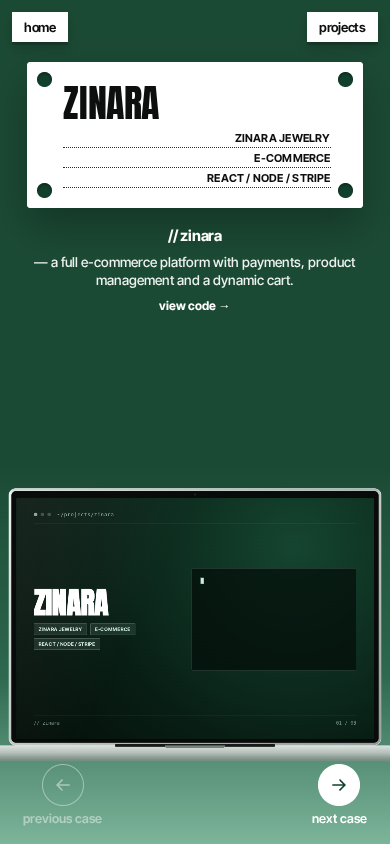 home
projects
ZINARA
ZINARA JEWELRY
E-COMMERCE
REACT / NODE / STRIPE
// zinara
— a full e-commerce platform with payments, product
management and a dynamic cart.
view code →
~/projects/zinara
ZINARA
ZINARA JEWELRY
E-COMMERCE
REACT / NODE / STRIPE
// zinara
01 / 03
previous case
next case